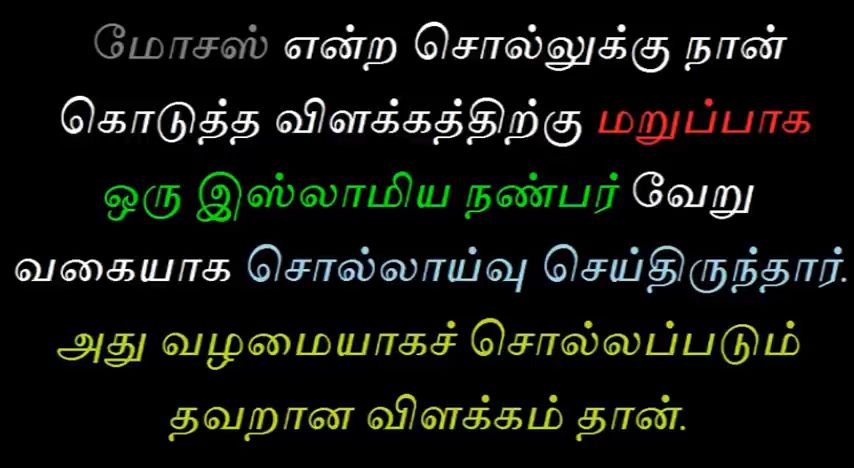 மோசஸ் என்ற சொல்லுக்கு நான்
கொடுத்த விளக்கத்திற்கு மறுப்பாக
ஒரு இஸ்லாமிய நண்பர் வேறு
வகையாக சொல்லாய்வு செய்திருந்தார்.
அது வழமையாகச் சொல்லப்படும்
தவறான விளக்கம் தான்.